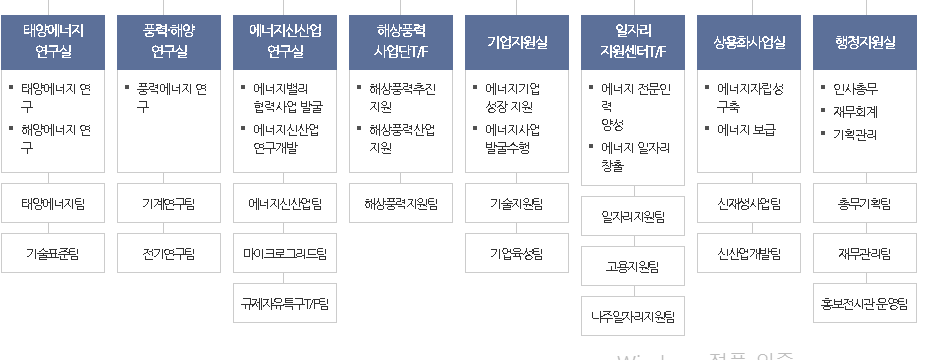 태양에너지
연구실
태양에너지 연
구
해양에너지 연
구
태양에너지팀
기술표준팀
풍력·해양
연구실
풍력에너지 연
구
기계연구팀
전기연구팀
에너지신산업
연구실
에너지밸리
협력사업 발굴
에너지신산업
연구개발
에너지신산업팀
마이크로그리드팀
규제자유특구T/F팀
해상풍력
사업단T/F
해상풍력추진
지원
해상풍력산업
지원
해상풍력지원팀
기업지원실
에너지기업
성장 지원
에너지사업
발굴수행
기술지원팀
기업육성팀
일자리
지원센터T/F
에너지 전문인
력
양성
에너지 일자리
창출
일자리지원팀
고용지원팀
나주일자리지원팀
상용화사업실
에너지자립섬
구축
에너지 보급
신재생사업팀
신산업개발팀
행정지원실
인사총무
재무회계
기획관리
총무기획팀
재무관리팀
홍보전시관 운영팀